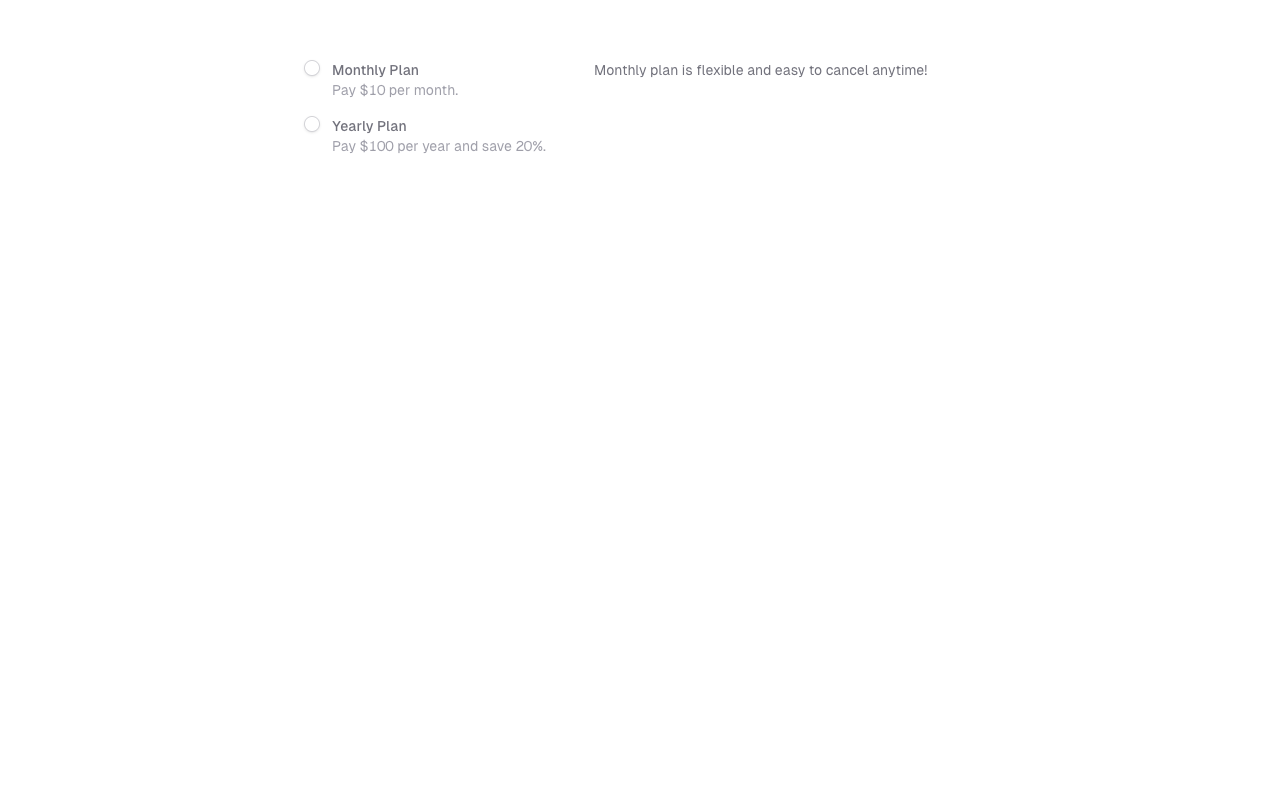 Monthly Plan
Pay $10 per month.
Yearly Plan
Pay $100 per year and save 20%.
Monthly plan is flexible and easy to cancel anytime!